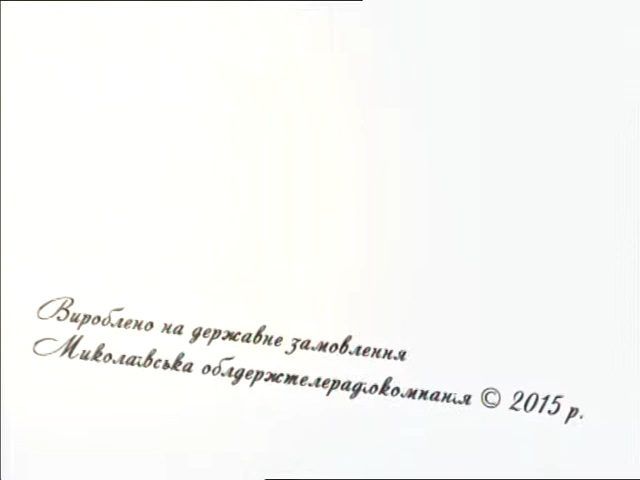 Вироблено на державне замовлення
Миколаївська облдержтелерадіокомпанія © 2015 р.